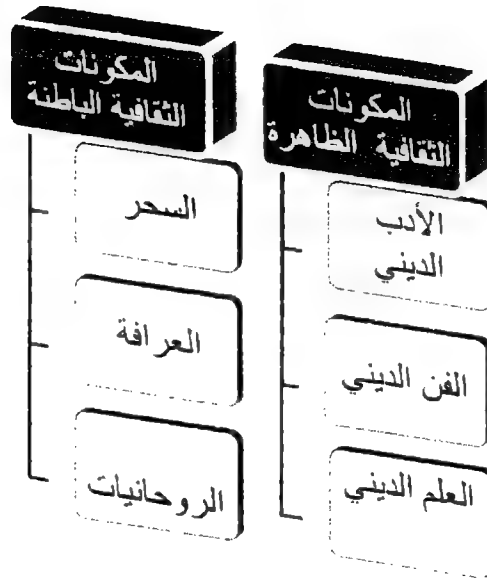 المكونات
الثقافية الظاهرة
الأدب
الديني
الفن الديني
العلم الديني
المكونات
الثقافية الباطنة
السحر
العرافة
الروحانيات